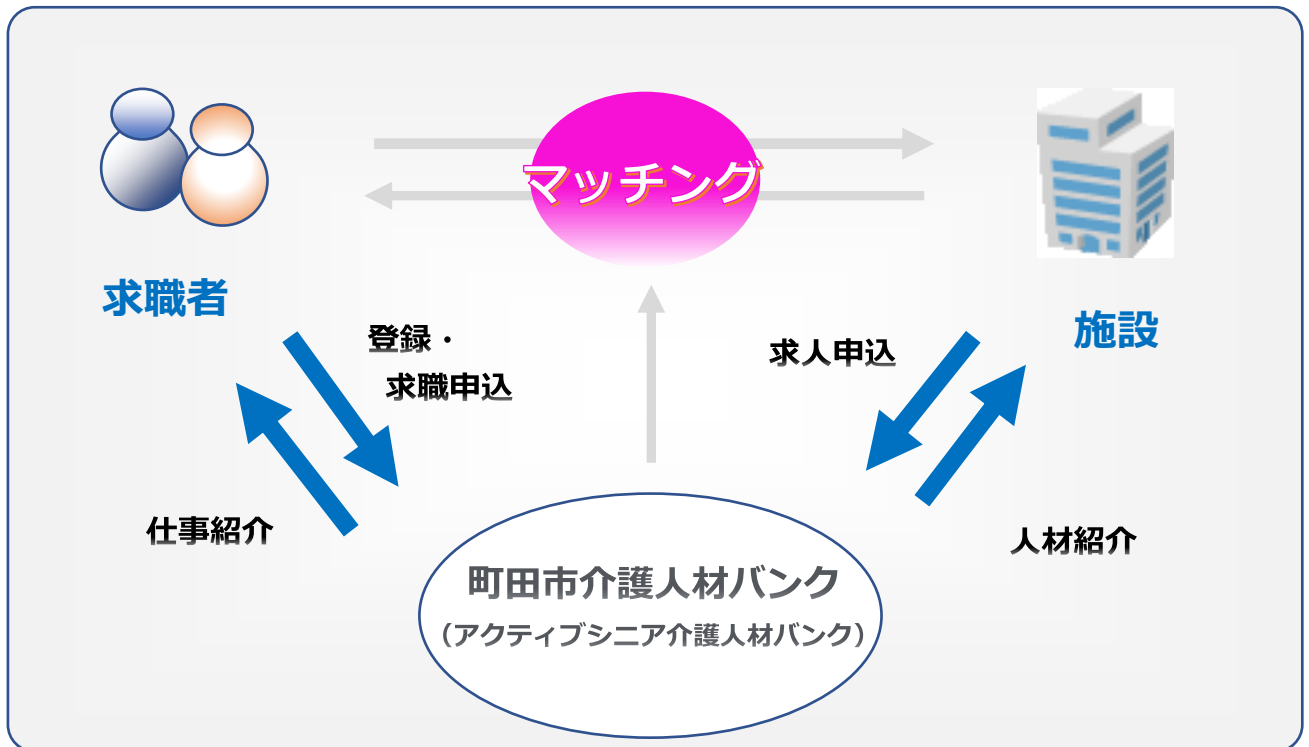 マッチング
求職者
施設
登録・
求職申込
求人申込
仕事紹介
人材紹介
町田市介護人材バンク
（アクティブシニア介護人材バンク）